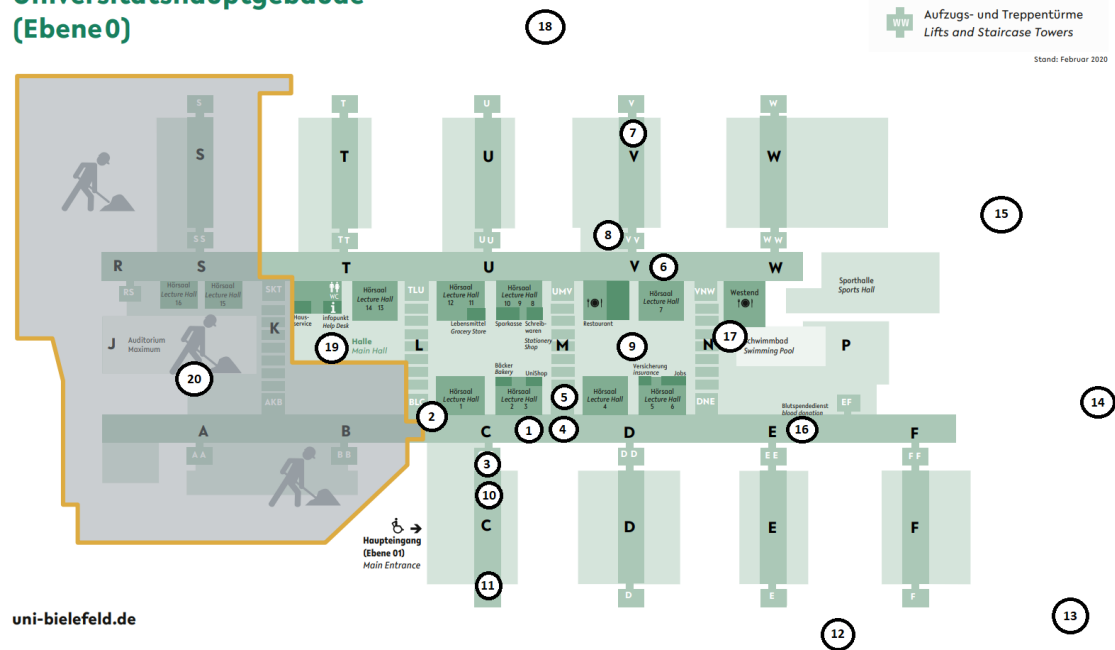 Universitätshauptgebäude
(Ebene 0)
18
WW
Aufzugs- und Treppentürme
Lifts and Staircase Towers
Stand: Februar 2020
S
T
U
V
W
7
S
T
U
V
W
15
8
SS
TT
UU
VV
WW
R
S
T
U
V
6
W
RS
Hörsaal
Lecture Hall
16
Hörsaal
Lecture Hall
15
SKT
WC
Haus-
service
Infopunkt
Help Desk
Hörsaal
Lecture Hall
14 13
TLU
Hörsaal
Lecture Hall
12 11
Lebensmittel
Grocery Store
Hörsaal
Lecture Hall
10 9 8
Sparkasse
Schreib-
waren
Stationery
Shop
UMV
Restaurant
Hörsaal
Lecture Hall
7
VNW
Westend
Sporthalle
Sports Hall
J
Auditorium
Maximum
K
19
Halle
Main Hall
L
M
9
N
17
Schwimmbad
Swimming Pool
P
20
Bäcker
Bakery
UniShop
Versicherung
insurance
Jobs
AKB
BLC
2
Hörsaal
Lecture Hall
1
Hörsaal
Lecture Hall
2 3
5
Hörsaal
Lecture Hall
4
Hörsaal
Lecture Hall
5 6
DNE
Blutspendedienst
blood donation
EF
14
A
B
C
1
4
D
E
16
F
AA
BB
3
DD
EE
FF
10
C
D
E
F
Haupteingang
(Ebene 01)
Main Entrance
11
D
E
F
uni-bielefeld.de
12
13